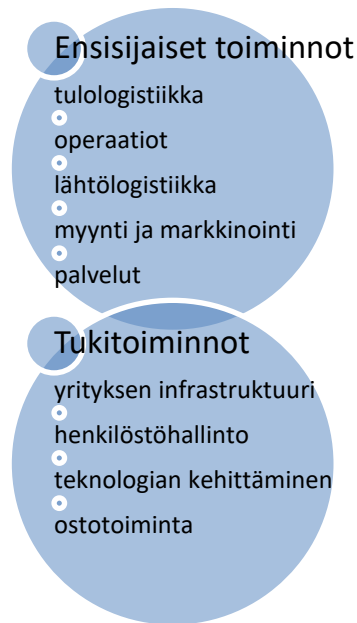 Ensisijaiset toiminnot
tulologistiikka
operaatiot
lähtölogistiikka
myynti ja markkinointi
palvelut
Tukitoiminnot
yrityksen infrastruktuuri
henkilöstöhallinto
teknologian kehittäminen
ostotoiminta